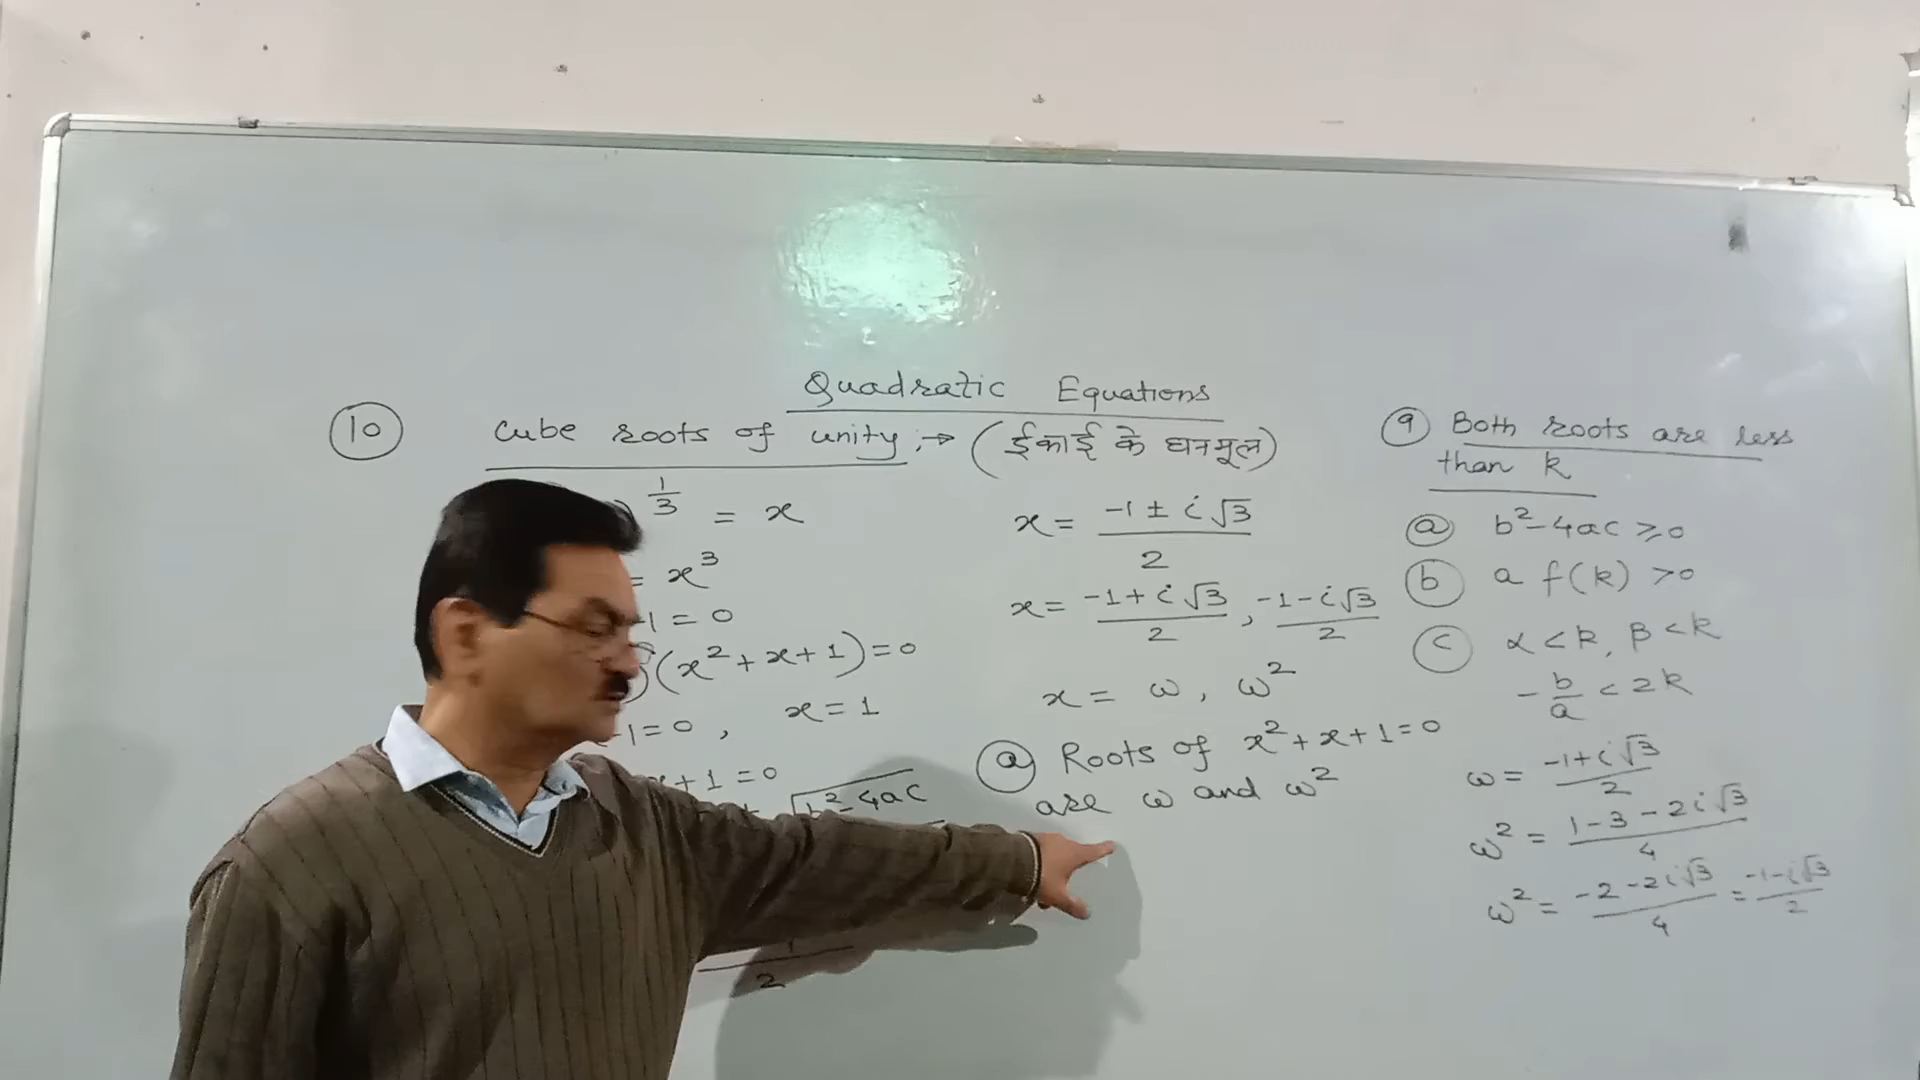 Quadratic Equations
10 cube roots of unity :→ (ईकाई के घनमूल)
1/3 = x
= x³
-1 = 0
)(x² + x + 1) = 0
-1 = 0 , x = 1
x + 1 = 0
√b² - 4ac
2
x = (-1 ± i√3)/2
x = (-1 + i√3)/2 , (-1 - i√3)/2
x = ω , ω²
a Roots of x² + x + 1 = 0
are ω and ω²
9 Both roots are less
than k
a b² - 4ac ≥ 0
b a f(k) > 0
c α < k, β < k
-b/a < 2k
ω = (-1 + i√3)/2
ω² = (1 - 3 - 2i√3)/4
ω² = (-2 - 2i√3)/4 = (-1 - i√3)/2